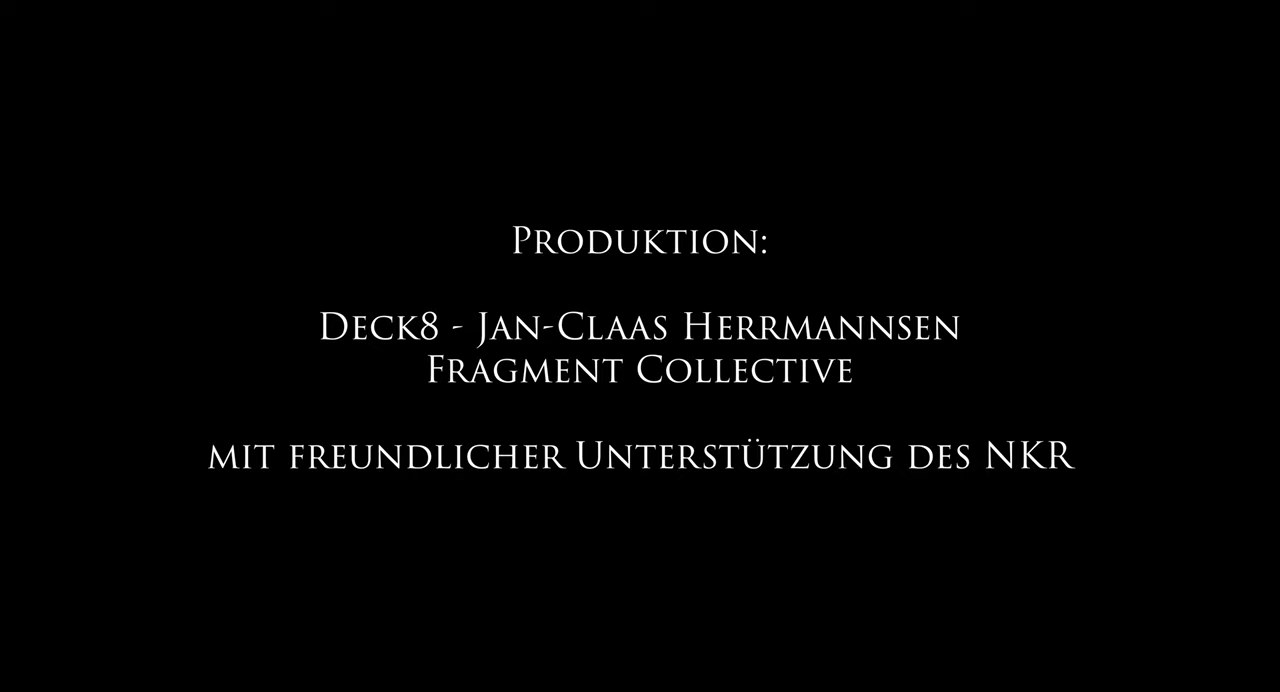 Produktion:
Deck8 - Jan-Claas Herrmannsen
Fragment Collective
mit freundlicher Unterstützung des NKR